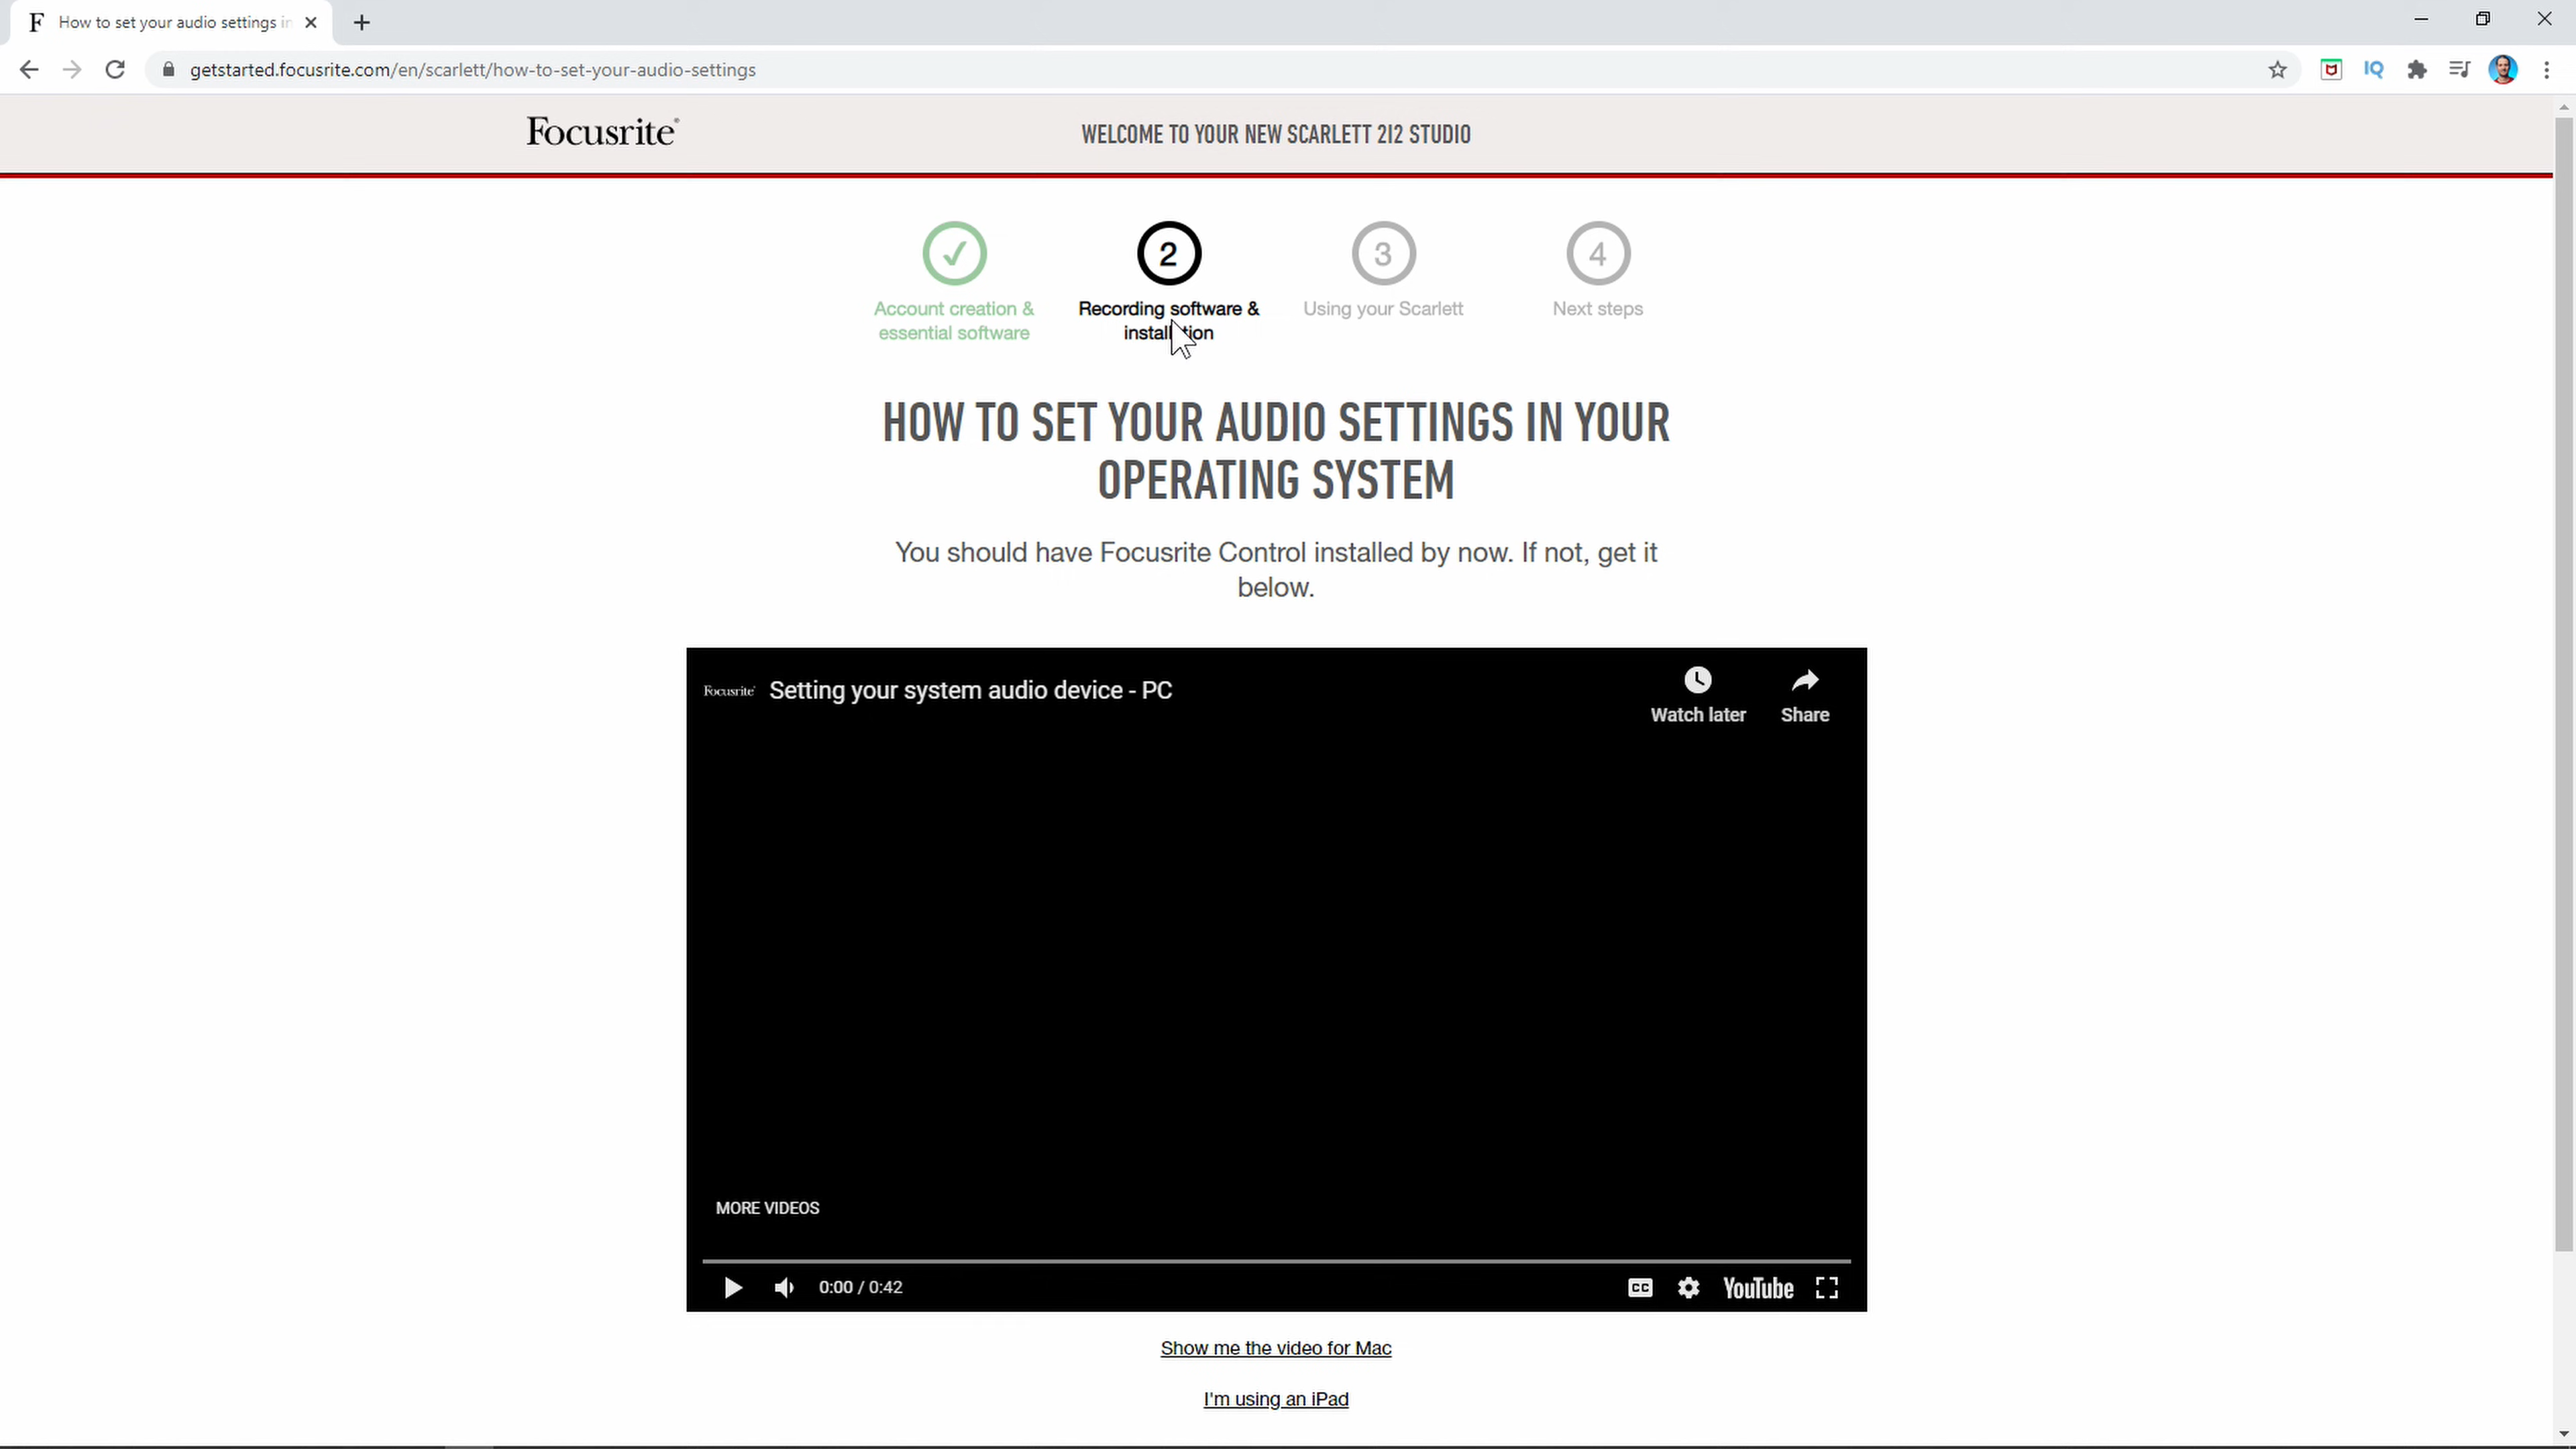 F How to set your audio settings in
getstarted.focusrite.com/en/scarlett/how-to-set-your-audio-settings
IQ
Focusrite®
WELCOME TO YOUR NEW SCARLETT 2I2 STUDIO
2
3
4
Account creation &
essential software
Recording software &
installation
Using your Scarlett
Next steps
HOW TO SET YOUR AUDIO SETTINGS IN YOUR
OPERATING SYSTEM
You should have Focusrite Control installed by now. If not, get it
below.
Focusrite Setting your system audio device - PC
Watch later
Share
MORE VIDEOS
0:00 / 0:42
CC
YouTube
Show me the video for Mac
I'm using an iPad